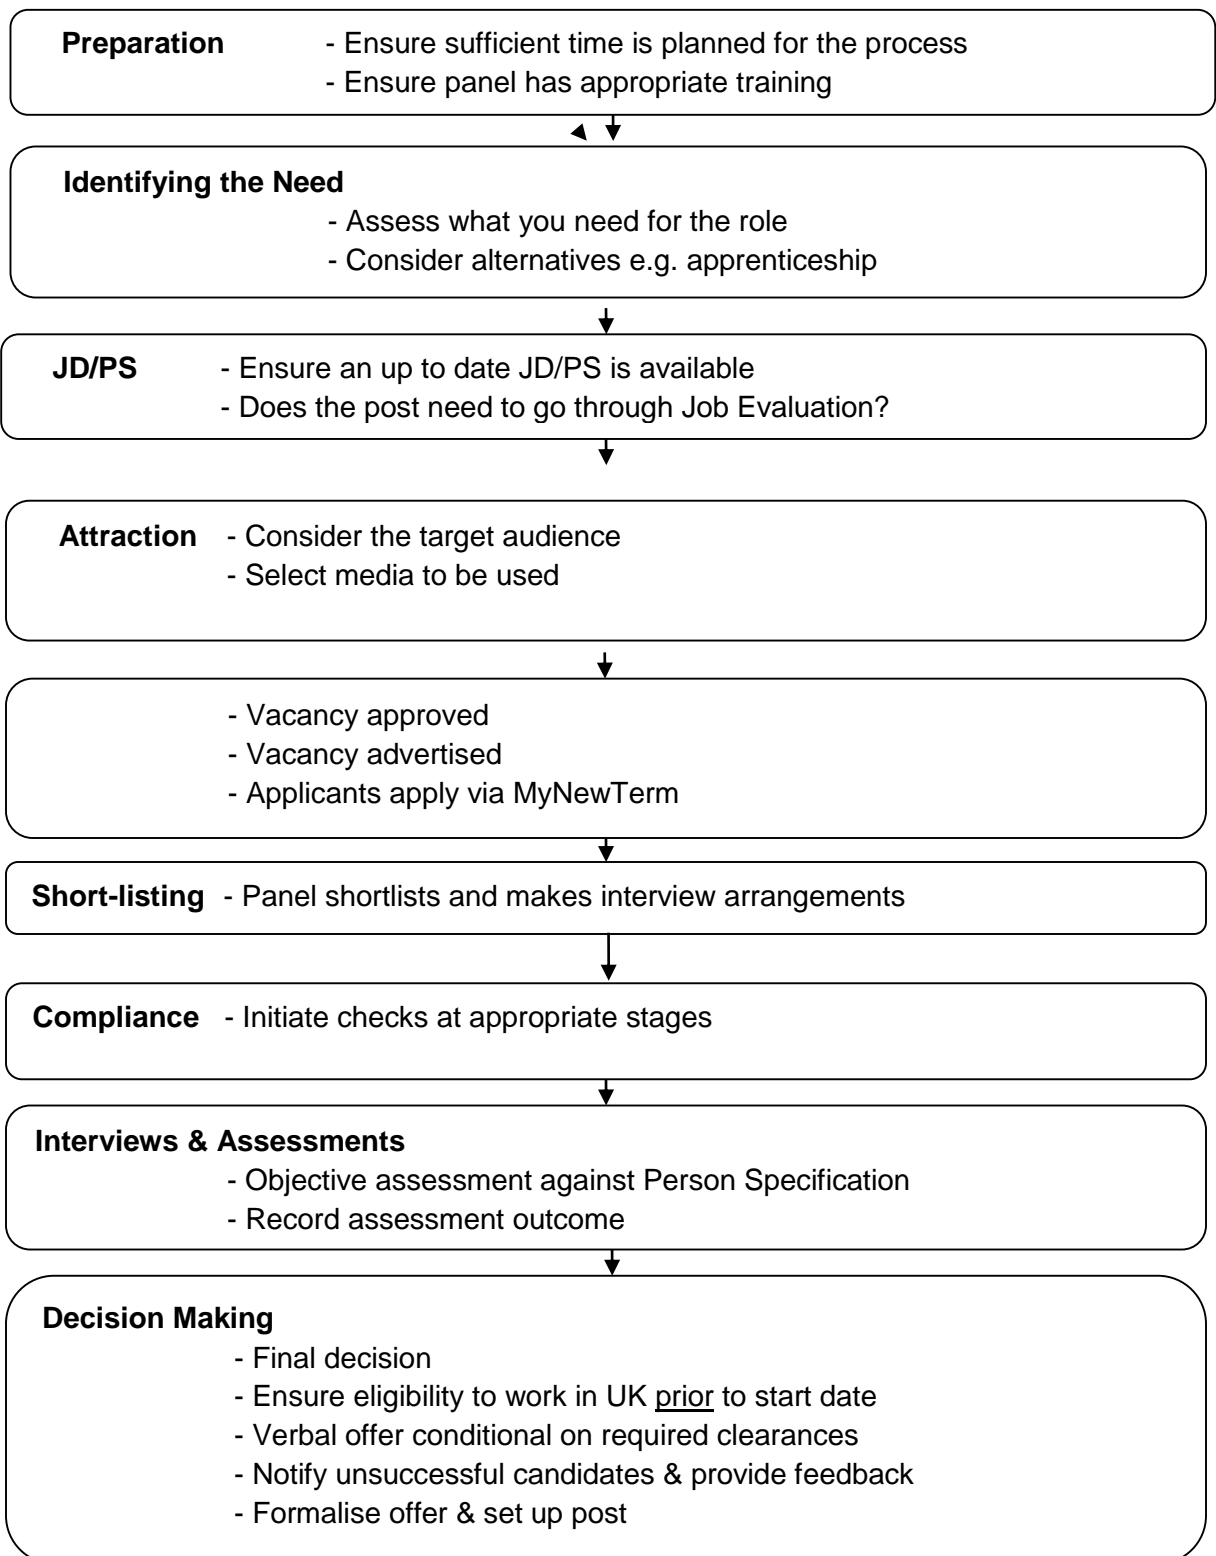 Preparation - Ensure sufficient time is planned for the process
- Ensure panel has appropriate training
Identifying the Need
- Assess what you need for the role
- Consider alternatives e.g. apprenticeship
JD/PS - Ensure an up to date JD/PS is available
- Does the post need to go through Job Evaluation?
Attraction - Consider the target audience
- Select media to be used
- Vacancy approved
- Vacancy advertised
- Applicants apply via MyNewTerm
Short-listing - Panel shortlists and makes interview arrangements
Compliance - Initiate checks at appropriate stages
Interviews & Assessments
- Objective assessment against Person Specification
- Record assessment outcome
Decision Making
- Final decision
- Ensure eligibility to work in UK prior to start date
- Verbal offer conditional on required clearances
- Notify unsuccessful candidates & provide feedback
- Formalise offer & set up post